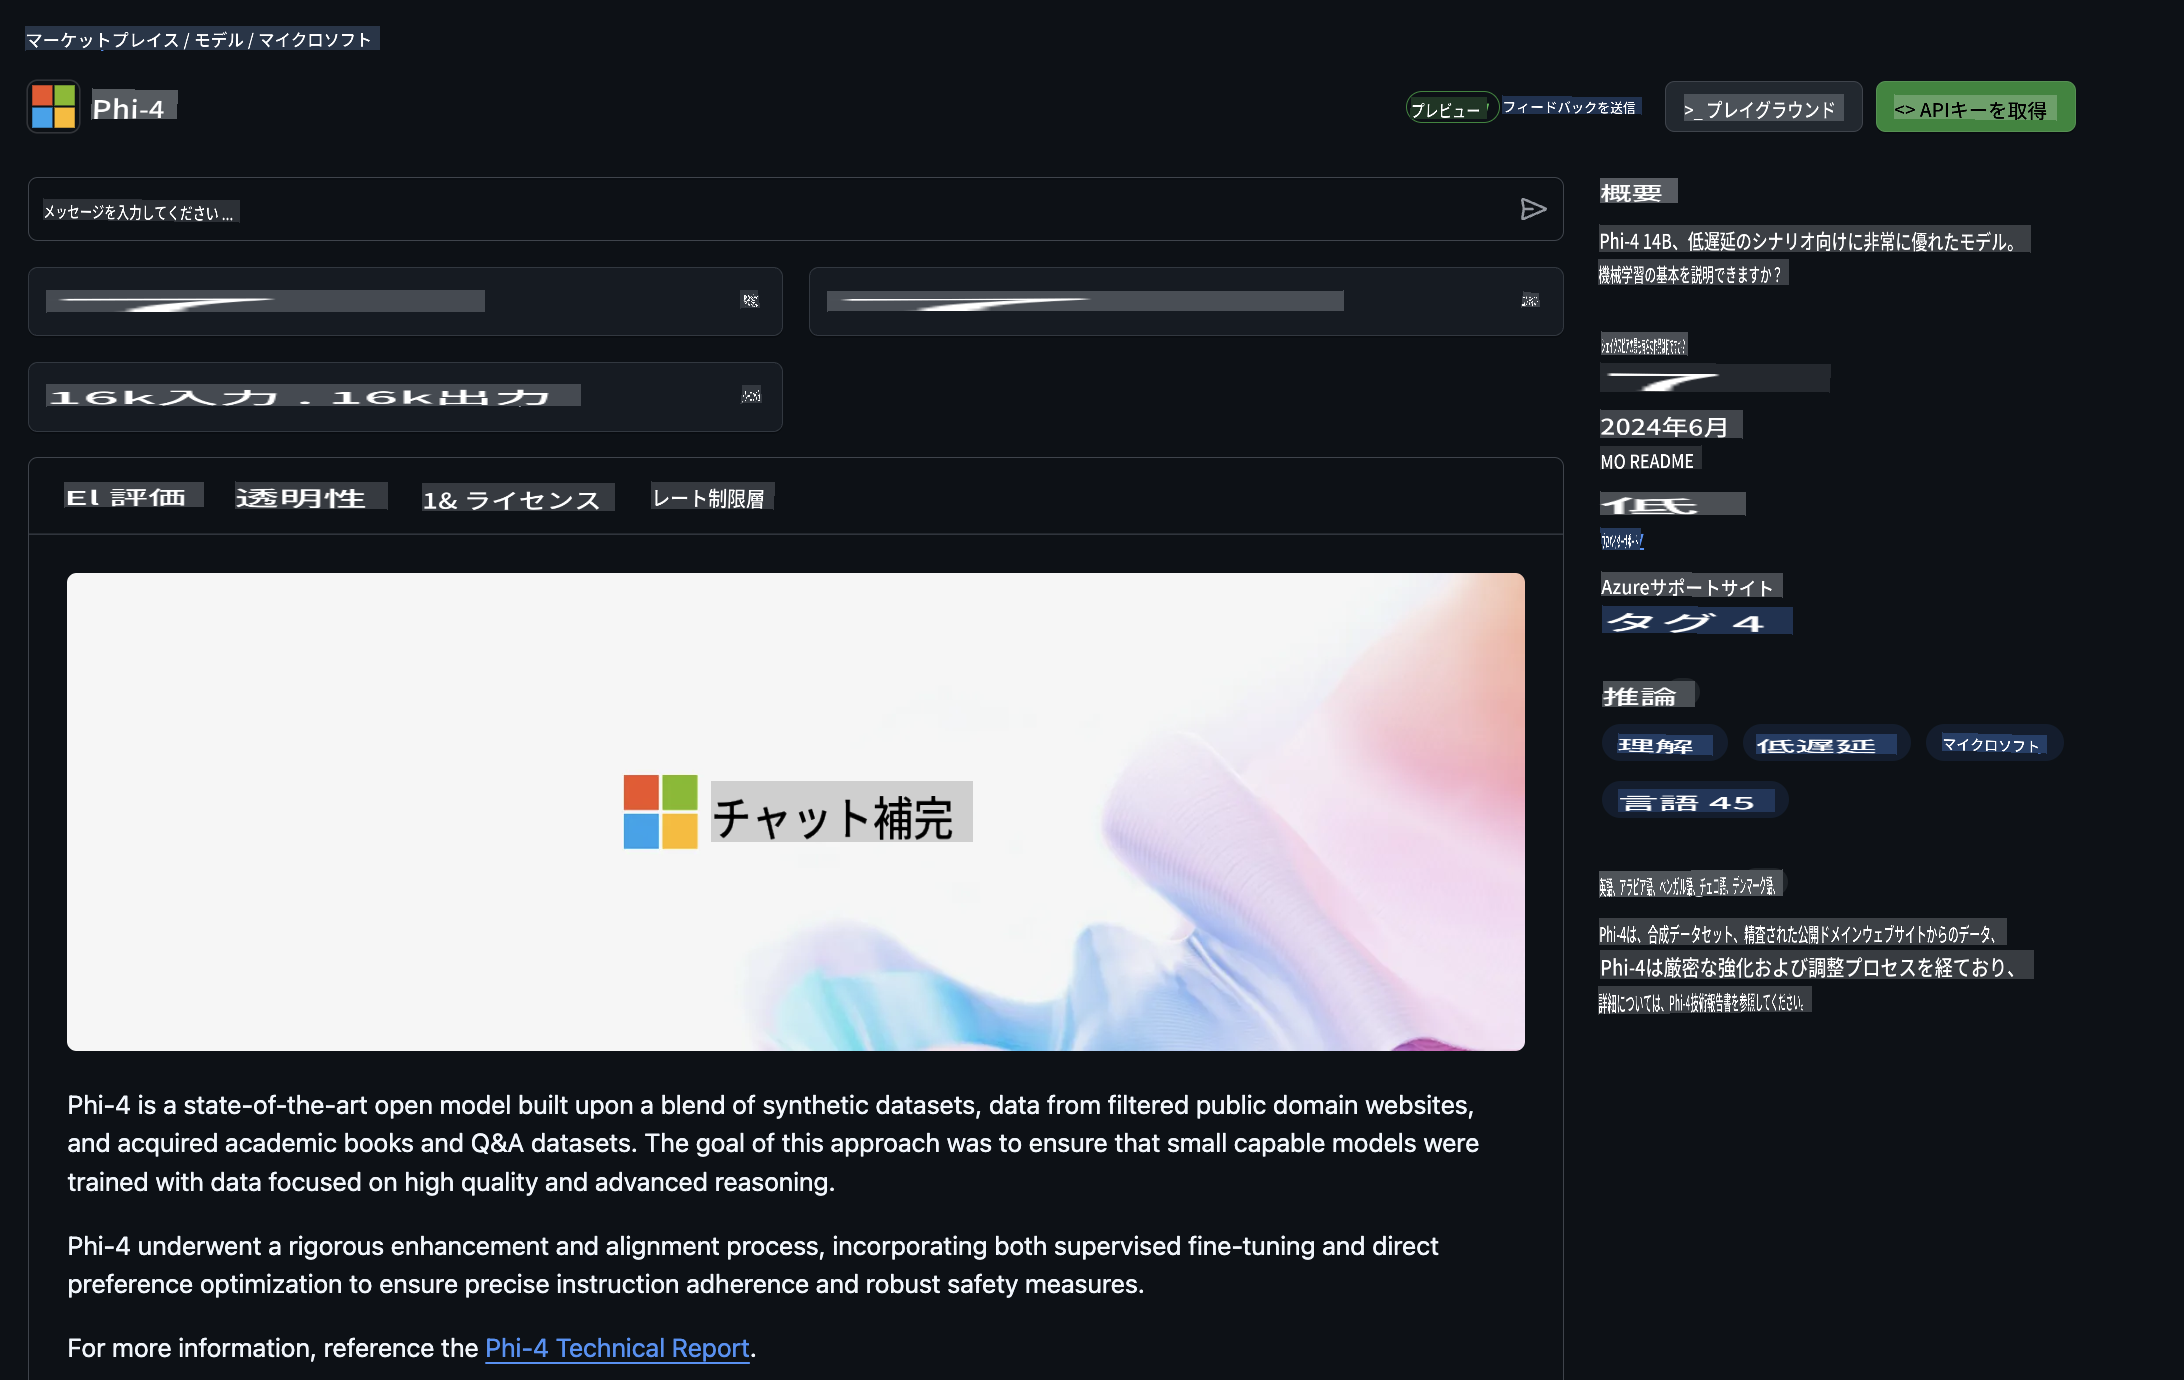 マーケットプレイス / モデル / マイクロソフト
Phi-4
プレビュー
フィードバックを送信
>_ プレイグラウンド
<> APIキーを取得
メッセージを入力してください ...
16k入力 . 16k出力
El 評価
透明性
1& ライセンス
レート制限層
チャット補完
Phi-4 is a state-of-the-art open model built upon a blend of synthetic datasets, data from filtered public domain websites,
and acquired academic books and Q&A datasets. The goal of this approach was to ensure that small capable models were
trained with data focused on high quality and advanced reasoning.
Phi-4 underwent a rigorous enhancement and alignment process, incorporating both supervised fine-tuning and direct
preference optimization to ensure precise instruction adherence and robust safety measures.
For more information, reference the Phi-4 Technical Report.
概要
Phi-4 14B、低遅延のシナリオ向けに非常に優れたモデル。
機械学習の基本を説明できますか？
2024年6月
MO README
低
Azureサポートサイト
タグ 4
推論
理解
低遅延
マイクロソフト
言語 45
英語、アラビア語、ベンガル語、チェコ語、デンマーク語、
Phi-4は、合成データセット、精査された公開ドメインウェブサイトからのデータ、
Phi-4は厳密な強化および調整プロセスを経ており、
詳細については、Phi-4技術報告書を参照してください。